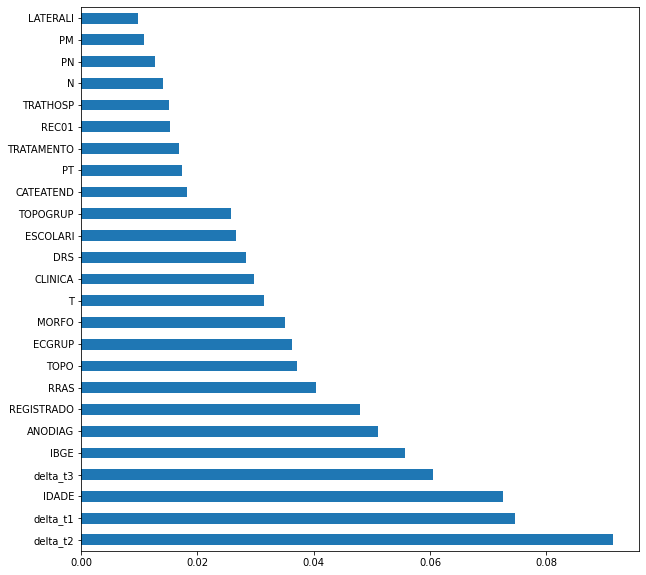 LATERALI
PM
PN
N
TRATHOSP
REC01
TRATAMENTO
PT
CATEATEND
TOPOGRUP
ESCOLARI
DRS
CLINICA
T
MORFO
ECGRUP
TOPO
RRAS
REGISTRADO
ANODIAG
IBGE
delta_t3
IDADE
delta_t1
delta_t2
0.00 0.02 0.04 0.06 0.08